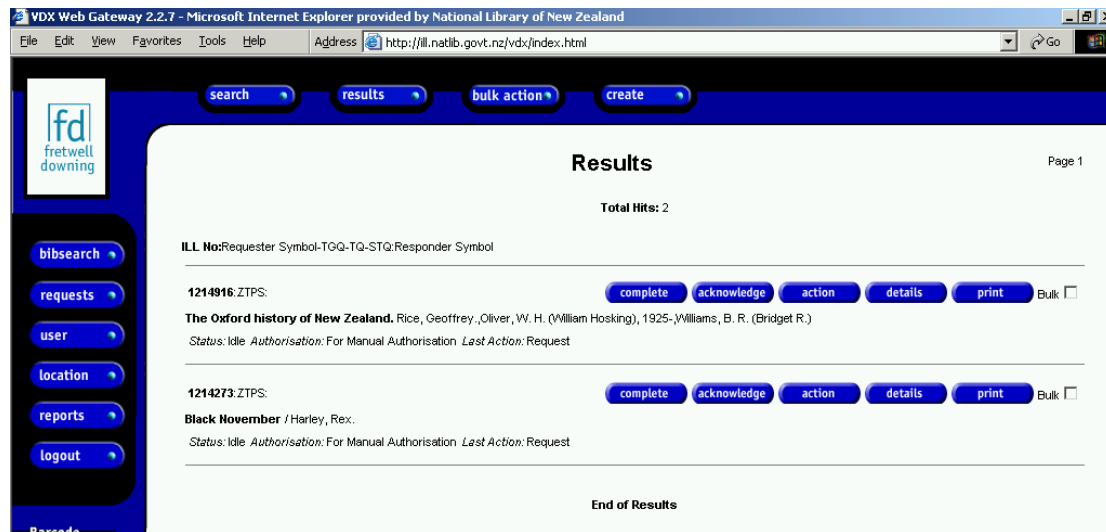 VDX Web Gateway 2.2.7 - Microsoft Internet Explorer provided by National Library of New Zealand
File Edit View Favorites Tools Help Address http://ill.natlib.govt.nz/vdx/index.html Go
search results bulk action create
fd
fretwell
downing
Results Page 1
Total Hits: 2
ILL No:Requester Symbol-TGQ-TQ-STQ:Responder Symbol
bibsearch
requests
user
location
reports
logout
1214916:ZTPS: complete acknowledge action details print Bulk
The Oxford history of New Zealand. Rice, Geoffrey.,Oliver, W. H. (William Hosking), 1925-,Williams, B. R. (Bridget R.)
Status: Idle Authorisation: For Manual Authorisation Last Action: Request
1214273:ZTPS: complete acknowledge action details print Bulk
Black November / Harley, Rex.
Status: Idle Authorisation: For Manual Authorisation Last Action: Request
End of Results
Barcode